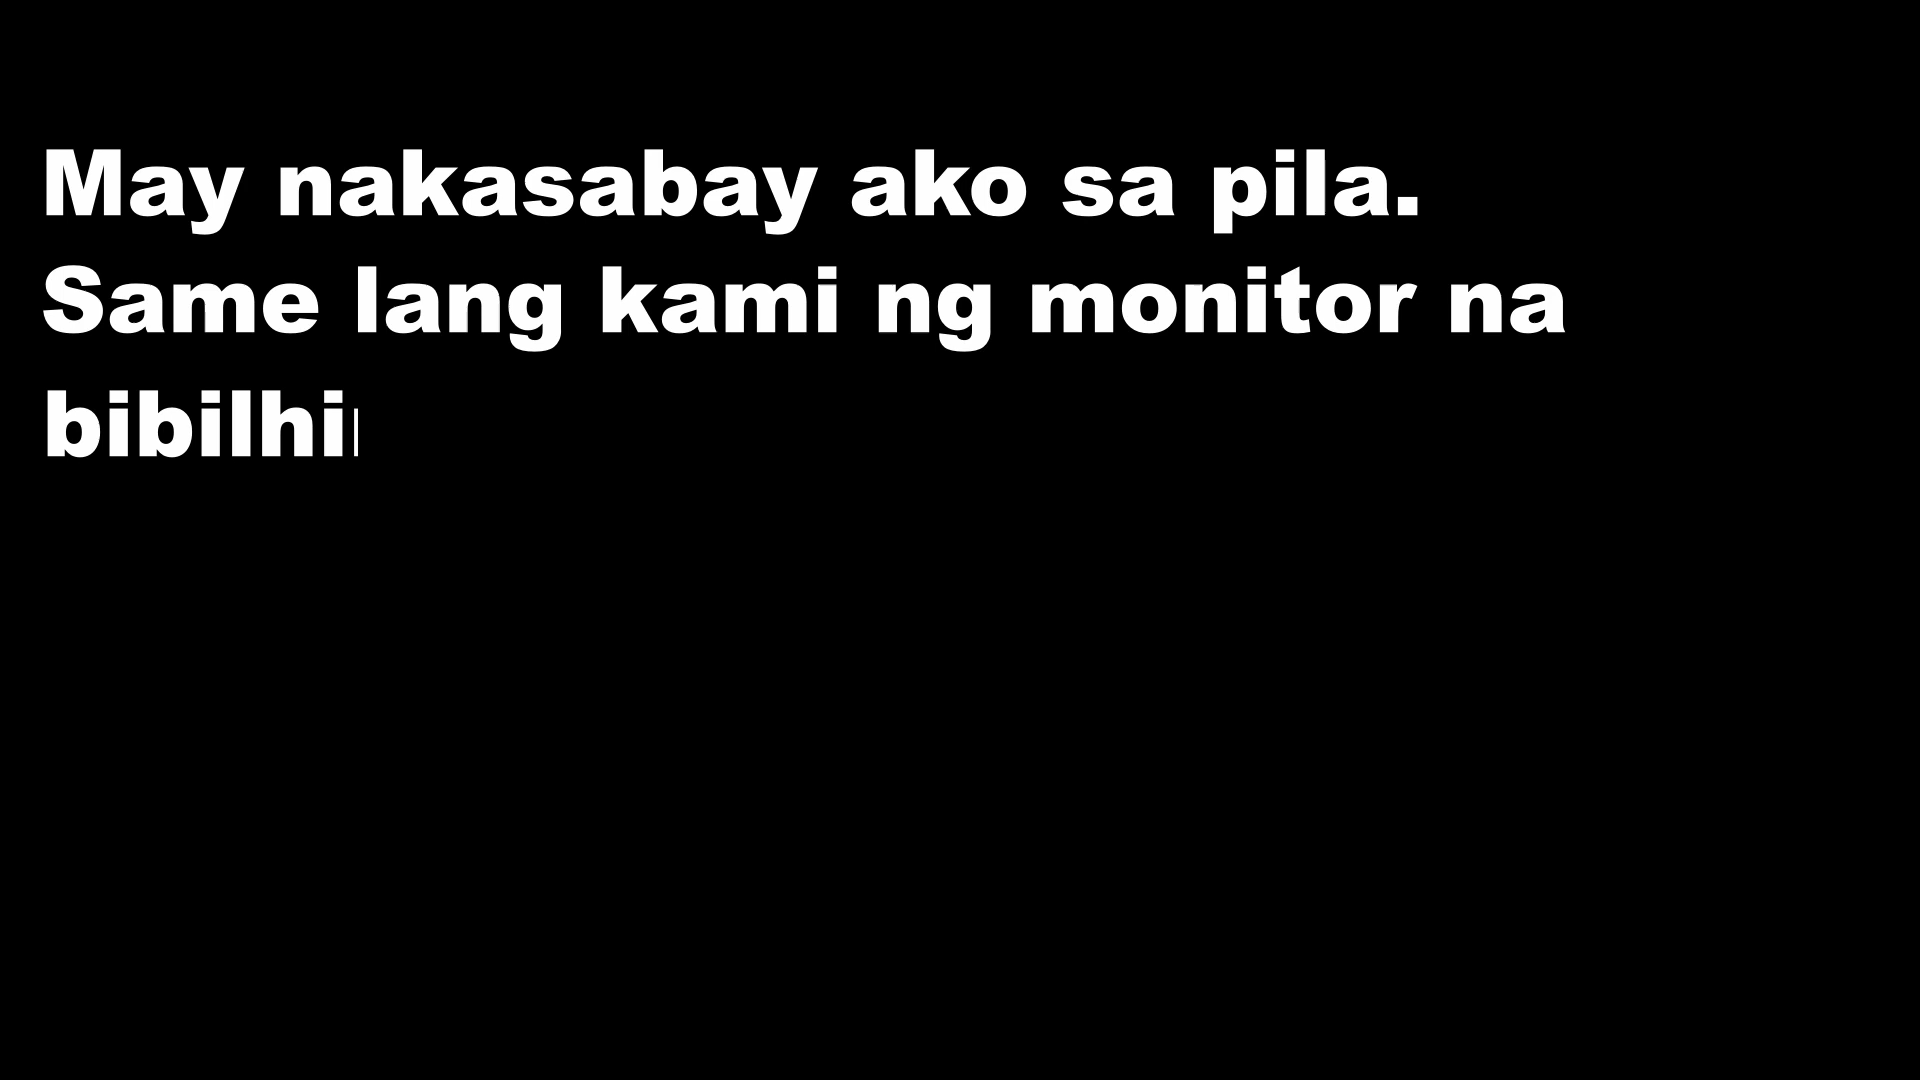 May nakasabay ako sa pila.
Same lang kami ng monitor na
bibilhi